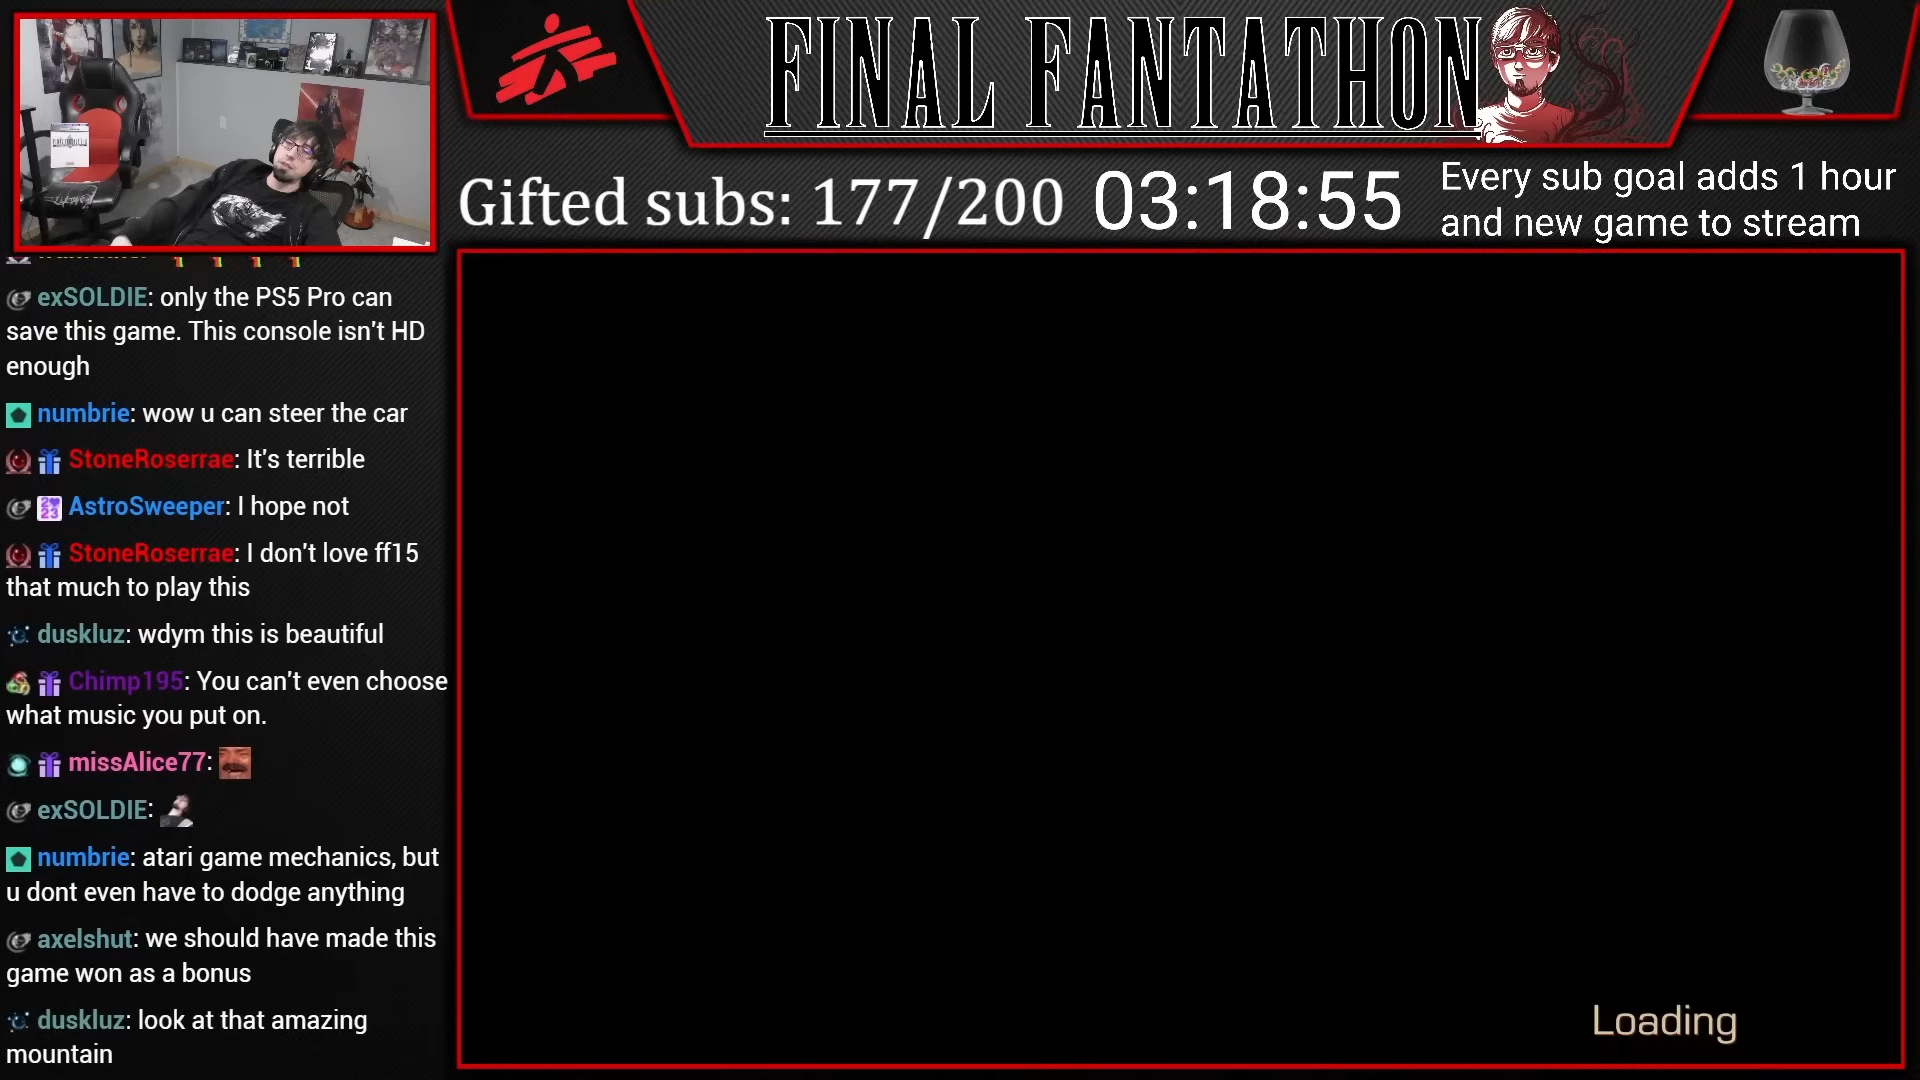 FINAL FANTATHON
Gifted subs: 177/200
03:18:55
Every sub goal adds 1 hour
and new game to stream
exSOLDIE: only the PS5 Pro can
save this game. This console isn't HD
enough
numbrie: wow u can steer the car
StoneRoserrae: It's terrible
AstroSweeper: I hope not
StoneRoserrae: I don't love ff15
that much to play this
duskluz: wdym this is beautiful
Chimp195: You can't even choose
what music you put on.
missAlice77:
exSOLDIE:
numbrie: atari game mechanics, but
u dont even have to dodge anything
axelshut: we should have made this
game won as a bonus
duskluz: look at that amazing
mountain
Loading